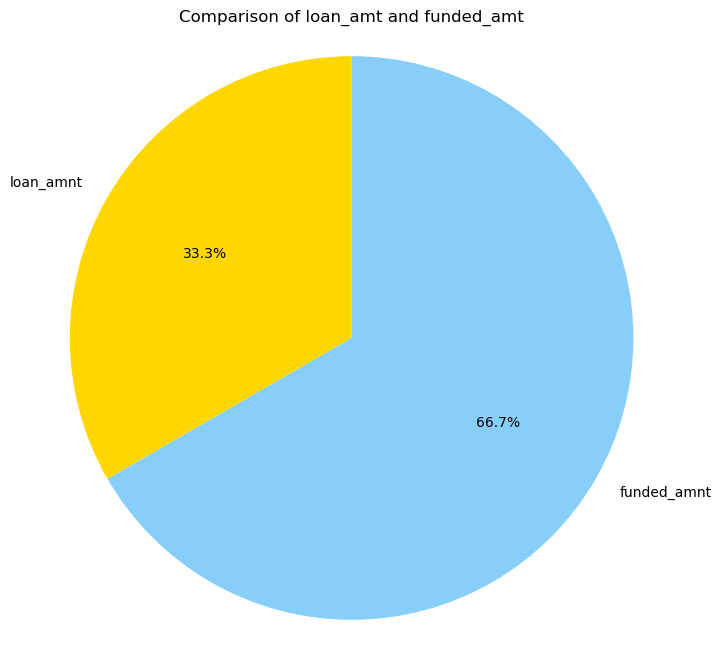 Comparison of loan_amt and funded_amt
loan_amnt
33.3%
66.7%
funded_amnt